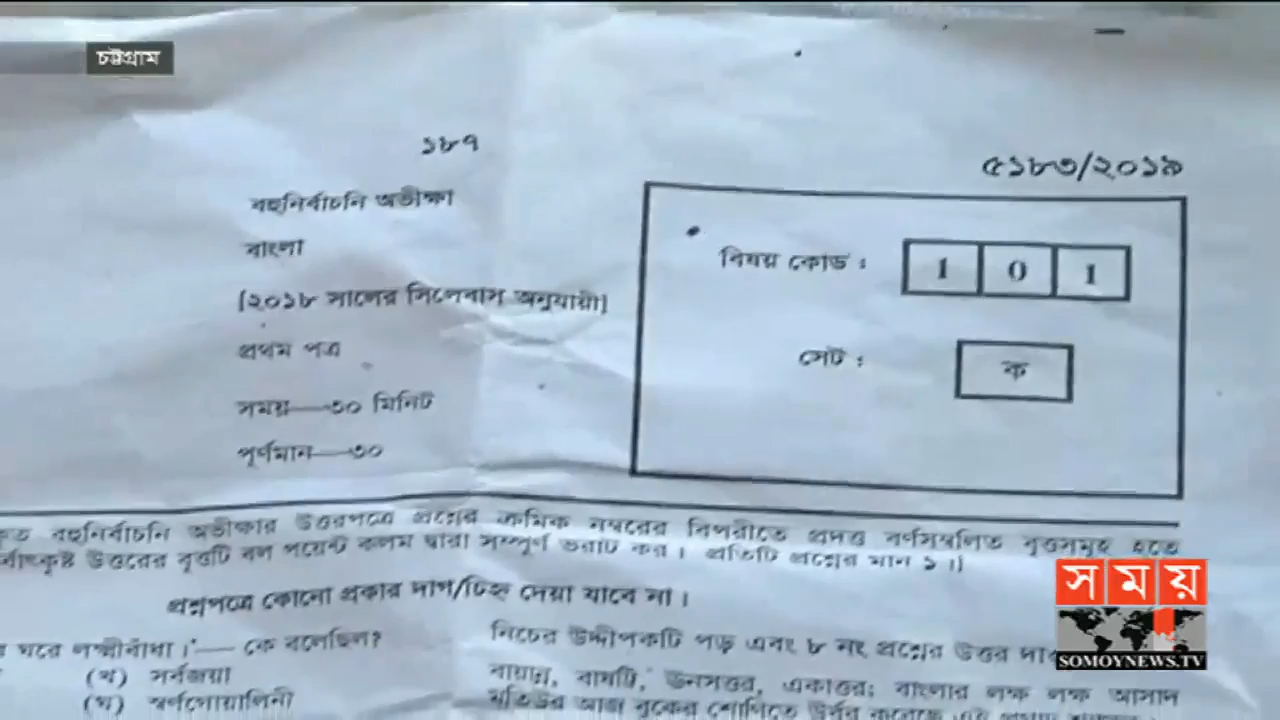 চট্টগ্রাম
১৮৭
৫১৮৩/২০১৯
বহুনির্বাচনি অভীক্ষা
বাংলা
[২০১৮ সালের সিলেবাস অনুযায়ী]
প্রথম পত্র
সময়—৩০ মিনিট
পূর্ণমান—৩০
বিষয় কোড : 1 0 1
সেট : ক
বহুনির্বাচনি অভীক্ষার উত্তরপত্রে প্রশ্নের ক্রমিক নম্বরের বিপরীতে প্রদত্ত বর্ণসম্বলিত বৃত্তসমূহ হতে
উত্তরের বৃত্তটি বল পয়েন্ট কলম দ্বারা সম্পূর্ণ ভরাট কর। প্রতিটি প্রশ্নের মান ১।]
প্রশ্নপত্রে কোনো প্রকার দাগ/চিহ্ন দেয়া যাবে না।
ঘরে লক্ষ্মীবাঁধা।'— কে বলেছিল?
(খ) সর্বজয়া
(ঘ) স্বর্ণগোয়ালিনী
নিচের উদ্দীপকটি পড় এবং ৮ নং প্রশ্নের উত্তর
বায়ান্ন, বাষট্টি, ঊনসত্তর, একাত্তর; বাংলার লক্ষ লক্ষ আসাদ
মতিউর আজ বুকের শোণিতে উর্বর করেছে এই
সময়
SOMOYNEWS.TV